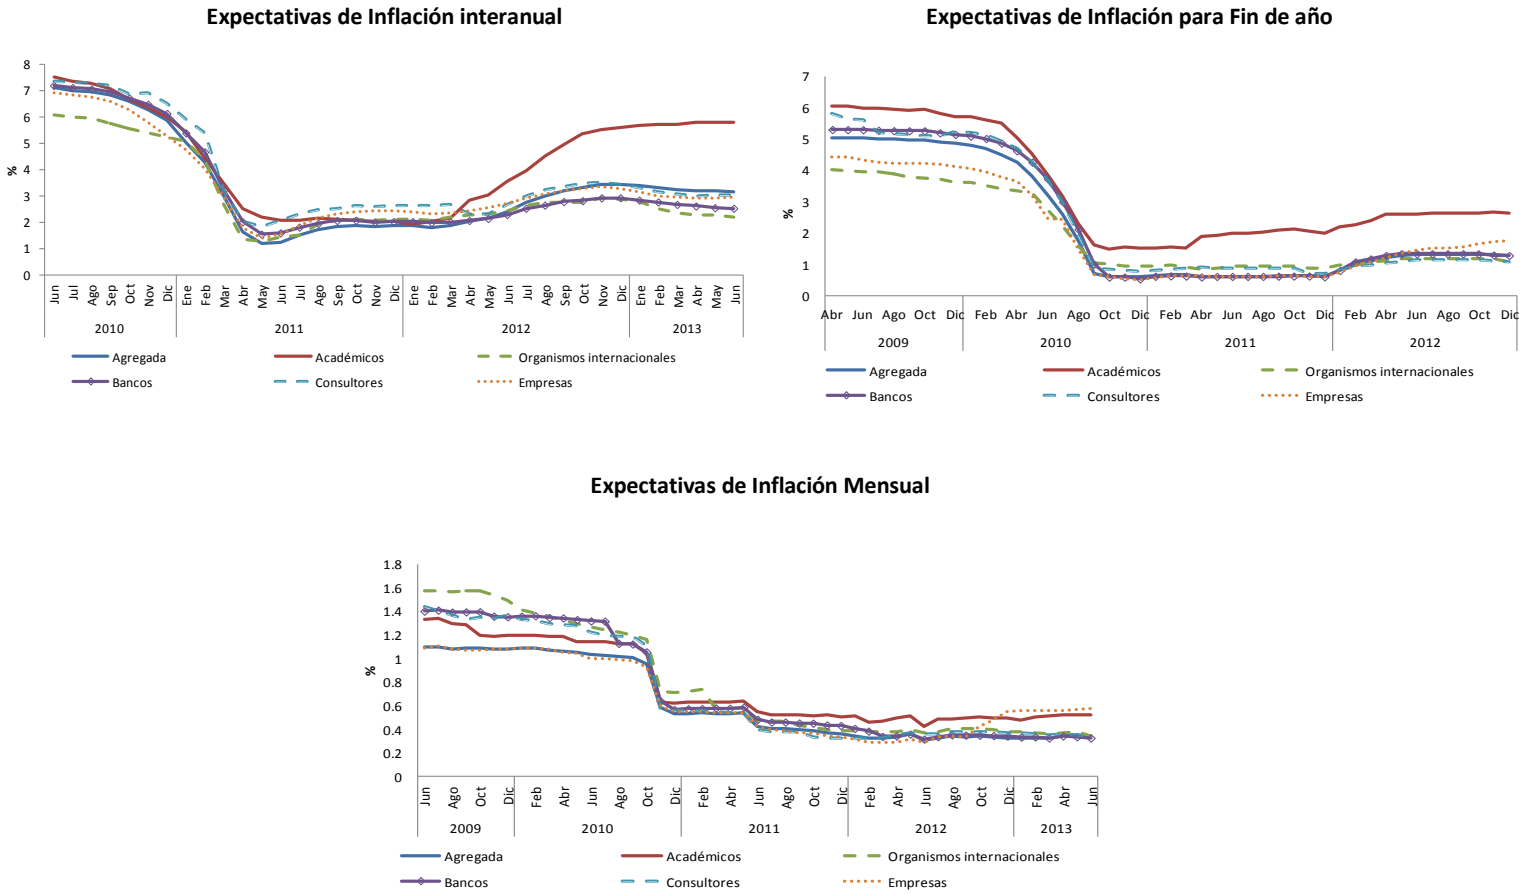 Expectativas de Inflación interanual
8
7
6
5
4
3
2
1
0
%
Jun Jul Ago Sep Oct Nov Dic Ene Feb Mar Abr May Jun Jul Ago Sep Oct Nov Dic Ene Feb Mar Abr May Jun Jul Ago Sep Oct Nov Dic Ene Feb Mar Abr May Jun
2010 2011 2012 2013
Agregada Académicos Organismos internacionales
Bancos Consultores Empresas
Expectativas de Inflación para Fin de año
7
6
5
4
3
2
1
0
%
Abr Jun Ago Oct Dic Feb Abr Jun Ago Oct Dic Feb Abr Jun Ago Oct Dic Feb Abr Jun Ago Oct Dic
2009 2010 2011 2012
Agregada Académicos Organismos internacionales
Bancos Consultores Empresas
Expectativas de Inflación Mensual
1.8
1.6
1.4
1.2
1
0.8
0.6
0.4
0.2
0
%
Jun Ago Oct Dic Feb Abr Jun Ago Oct Dic Feb Abr Jun Ago Oct Dic Feb Abr Jun Ago Oct Dic Feb Abr Jun
2009 2010 2011 2012 2013
Agregada Académicos Organismos internacionales
Bancos Consultores Empresas